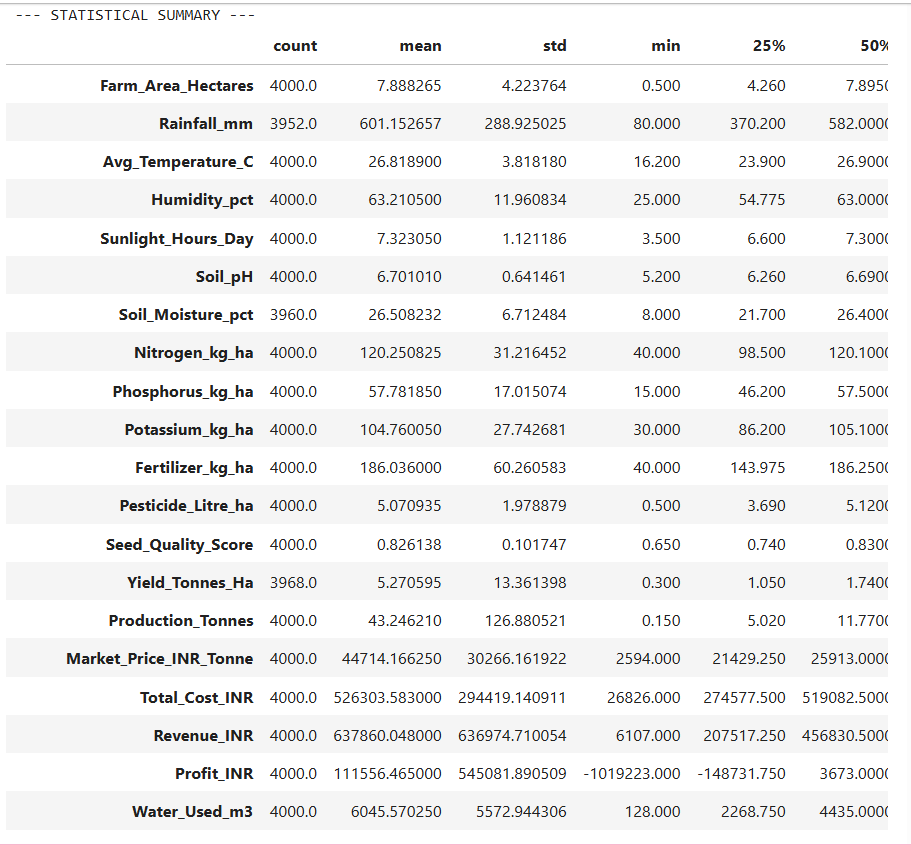 --- STATISTICAL SUMMARY ---
count mean std min 25% 50%
Farm_Area_Hectares 4000.0 7.888265 4.223764 0.500 4.260 7.8950
Rainfall_mm 3952.0 601.152657 288.925025 80.000 370.200 582.0000
Avg_Temperature_C 4000.0 26.818900 3.818180 16.200 23.900 26.9000
Humidity_pct 4000.0 63.210500 11.960834 25.000 54.775 63.0000
Sunlight_Hours_Day 4000.0 7.323050 1.121186 3.500 6.600 7.3000
Soil_pH 4000.0 6.701010 0.641461 5.200 6.260 6.6900
Soil_Moisture_pct 3960.0 26.508232 6.712484 8.000 21.700 26.4000
Nitrogen_kg_ha 4000.0 120.250825 31.216452 40.000 98.500 120.1000
Phosphorus_kg_ha 4000.0 57.781850 17.015074 15.000 46.200 57.5000
Potassium_kg_ha 4000.0 104.760050 27.742681 30.000 86.200 105.1000
Fertilizer_kg_ha 4000.0 186.036000 60.260583 40.000 143.975 186.2500
Pesticide_Litre_ha 4000.0 5.070935 1.978879 0.500 3.690 5.1200
Seed_Quality_Score 4000.0 0.826138 0.101747 0.650 0.740 0.8300
Yield_Tonnes_Ha 3968.0 5.270595 13.361398 0.300 1.050 1.7400
Production_Tonnes 4000.0 43.246210 126.880521 0.150 5.020 11.7700
Market_Price_INR_Tonne 4000.0 44714.166250 30266.161922 2594.000 21429.250 25913.0000
Total_Cost_INR 4000.0 526303.583000 294419.140911 26826.000 274577.500 519082.5000
Revenue_INR 4000.0 637860.048000 636974.710054 6107.000 207517.250 456830.5000
Profit_INR 4000.0 111556.465000 545081.890509 -1019223.000 -148731.750 3673.0000
Water_Used_m3 4000.0 6045.570250 5572.944306 128.000 2268.750 4435.0000